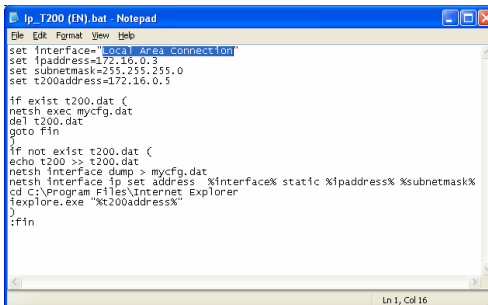 Ip_T200 (EN).bat - Notepad
File Edit Format View Help
set interface="Local Area Connection"
set ipaddress=172.16.0.3
set subnetmask=255.255.255.0
set t200address=172.16.0.5
if exist t200.dat (
netsh exec mycfg.dat
del t200.dat
goto fin
)
if not exist t200.dat (
echo t200 >> t200.dat
netsh interface dump > mycfg.dat
netsh interface ip set address  %interface% static %ipaddress% %subnetmask%
cd C:\Program Files\Internet Explorer
iexplore.exe "%t200address%"
)
:fin
Ln 1, Col 16